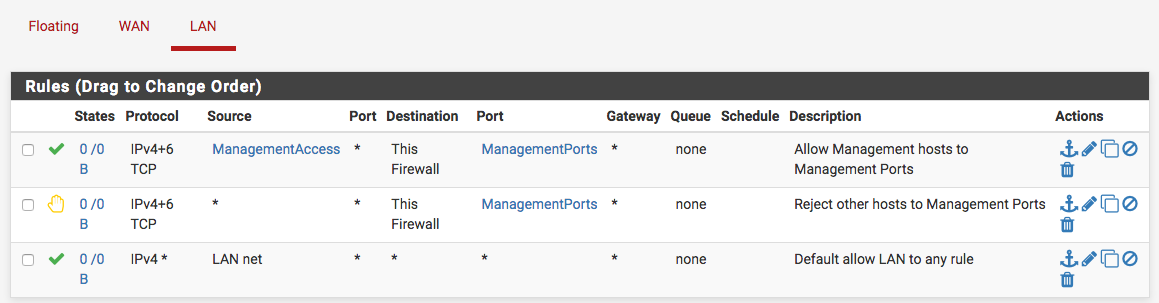 Floating WAN LAN
Rules (Drag to Change Order)
States Protocol Source Port Destination Port Gateway Queue Schedule Description Actions
0 /0 IPv4+6 ManagementAccess * This ManagementPorts * none Allow Management hosts to
B TCP Firewall Management Ports
0 /0 IPv4+6 * * This ManagementPorts * none Reject other hosts to Management Ports
B TCP Firewall
0 /0 IPv4 * LAN net * * * * none Default allow LAN to any rule
B